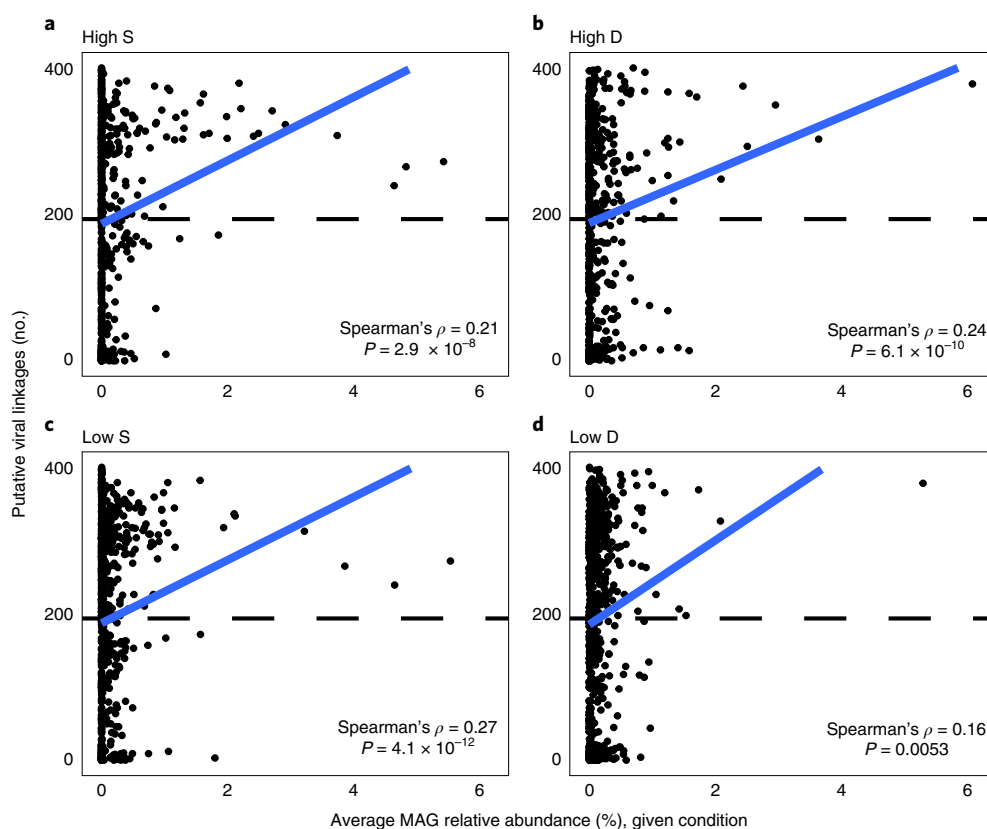 a
High S
400
200
0
0 2 4 6
Spearman's ρ = 0.21
P = 2.9 × 10⁻⁸
b
High D
400
200
0
0 2 4 6
Spearman's ρ = 0.24
P = 6.1 × 10⁻¹⁰
c
Low S
400
200
0
0 2 4 6
Spearman's ρ = 0.27
P = 4.1 × 10⁻¹²
d
Low D
400
200
0
0 2 4 6
Spearman's ρ = 0.16
P = 0.0053
Putative viral linkages (no.)
Average MAG relative abundance (%), given condition